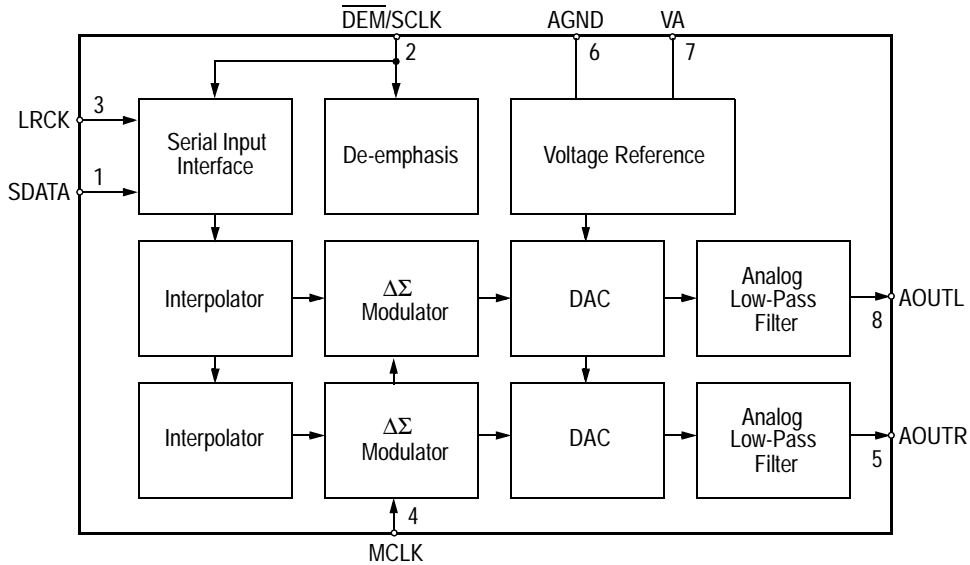 DEM/SCLK
AGND
VA
2
6
7
LRCK
3
SDATA
1
Serial Input
Interface
De-emphasis
Voltage Reference
Interpolator
ΔΣ
Modulator
DAC
Analog
Low-Pass
Filter
AOUTL
8
Interpolator
ΔΣ
Modulator
DAC
Analog
Low-Pass
Filter
AOUTR
5
4
MCLK